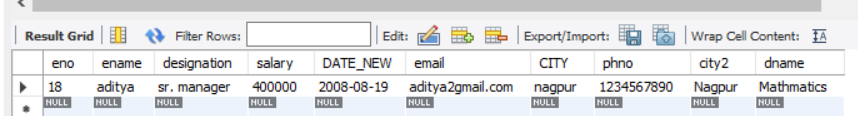 Result Grid Filter Rows: Edit: Export/Import: Wrap Cell Content: IA
eno ename designation salary DATE_NEW email CITY phno city2 dname
18 aditya sr. manager 400000 2008-08-19 aditya2gmail.com nagpur 1234567890 Nagpur Mathmatics
NULL NULL NULL NULL NULL NULL NULL NULL NULL NULL